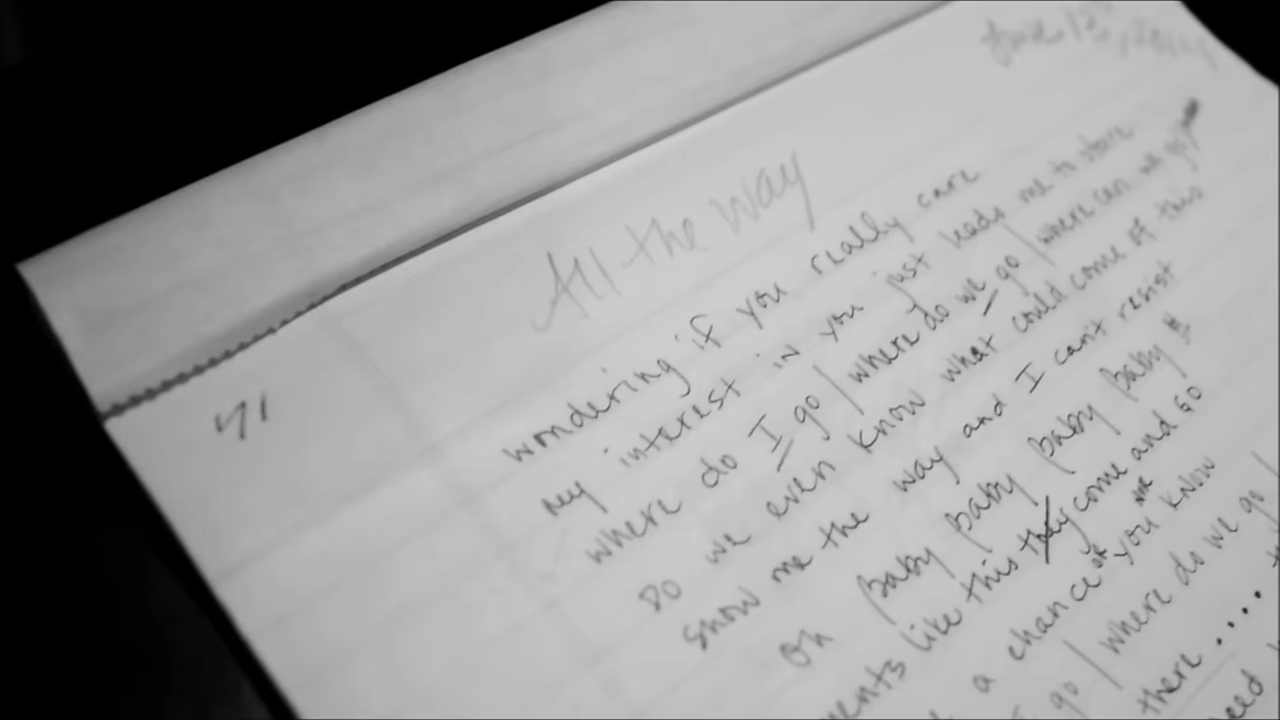 All the way
41
wondering if you really care
my interest in you just leads me to stare
where do I go / where do we go / where can we go
Do we even know what could come of this
show me the way and I can't resist
oh baby baby baby baby
like this they come and GO
a chance or you know
go / where do we go /
there....